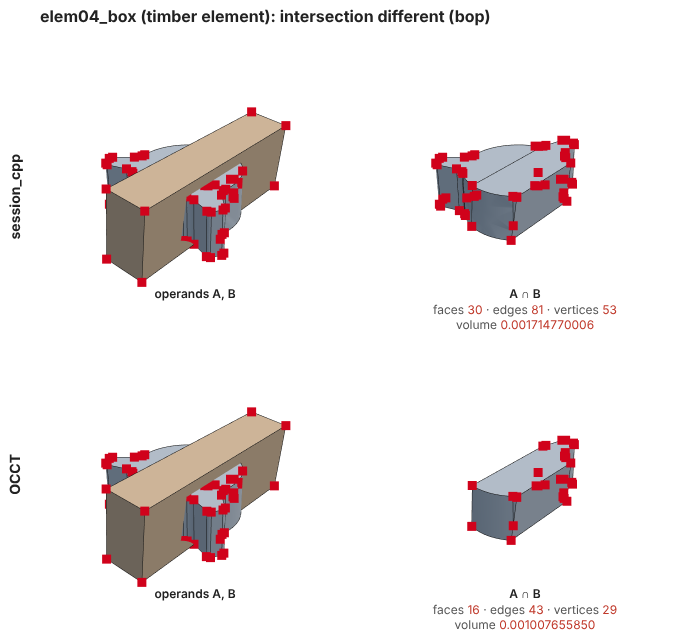 elem04_box (timber element): intersection different (bop)
session_cpp
operands A, B
A ∩ B
faces 30 · edges 81 · vertices 53
volume 0.001714770006
OCCT
operands A, B
A ∩ B
faces 16 · edges 43 · vertices 29
volume 0.001007655850